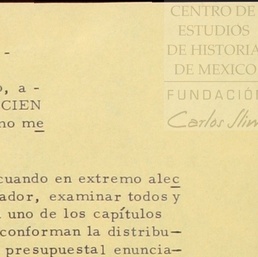 CENTRO DE
ESTUDIOS
DE HISTORIA
DE MEXICO
FUNDACIÓN
Carlos Slim
-
o, a -
CIEN
no me
cuando en extremo alec
ador, examinar todos y
uno de los capítulos
conforman la distribu—
presupuestal enuncia—